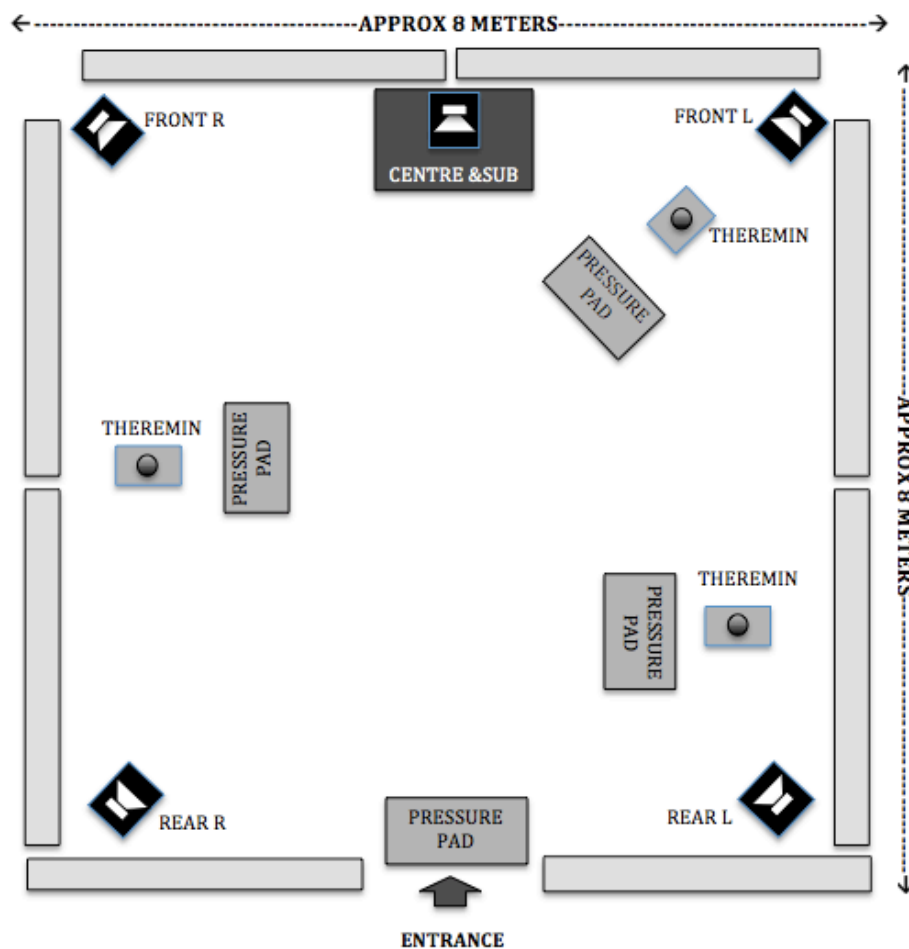 APPROX 8 METERS
FRONT R
FRONT L
CENTRE &SUB
THEREMIN
PRESSURE
PAD
APPROX 8 METERS
THEREMIN
PRESSURE
PAD
THEREMIN
PRESSURE
PAD
REAR R
PRESSURE
PAD
REAR L
ENTRANCE